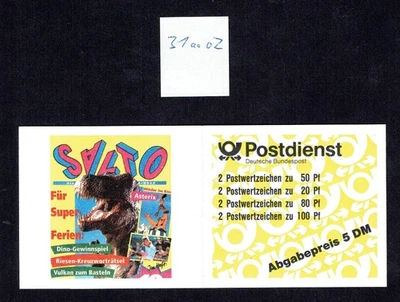 31 aa oZ
SALTO
Für
Super
Ferien:
Asterix
Dino-Gewinnspiel
Riesen-Kreuzworträtsel
Vulkan zum Basteln
Postdienst
Deutsche Bundespost
2 Postwertzeichen zu 50 Pf
2 Postwertzeichen zu 20 Pf
2 Postwertzeichen zu 80 Pf
2 Postwertzeichen zu 100 Pf
Abgabepreis 5 DM